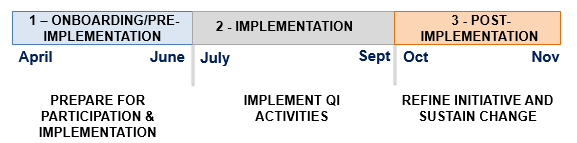 1 – ONBOARDING/PRE-
IMPLEMENTATION
2 - IMPLEMENTATION
3 - POST-
IMPLEMENTATION
April
June
July
Sept
Oct
Nov
PREPARE FOR
PARTICIPATION &
IMPLEMENTATION
IMPLEMENT QI
ACTIVITIES
REFINE INITIATIVE AND
SUSTAIN CHANGE